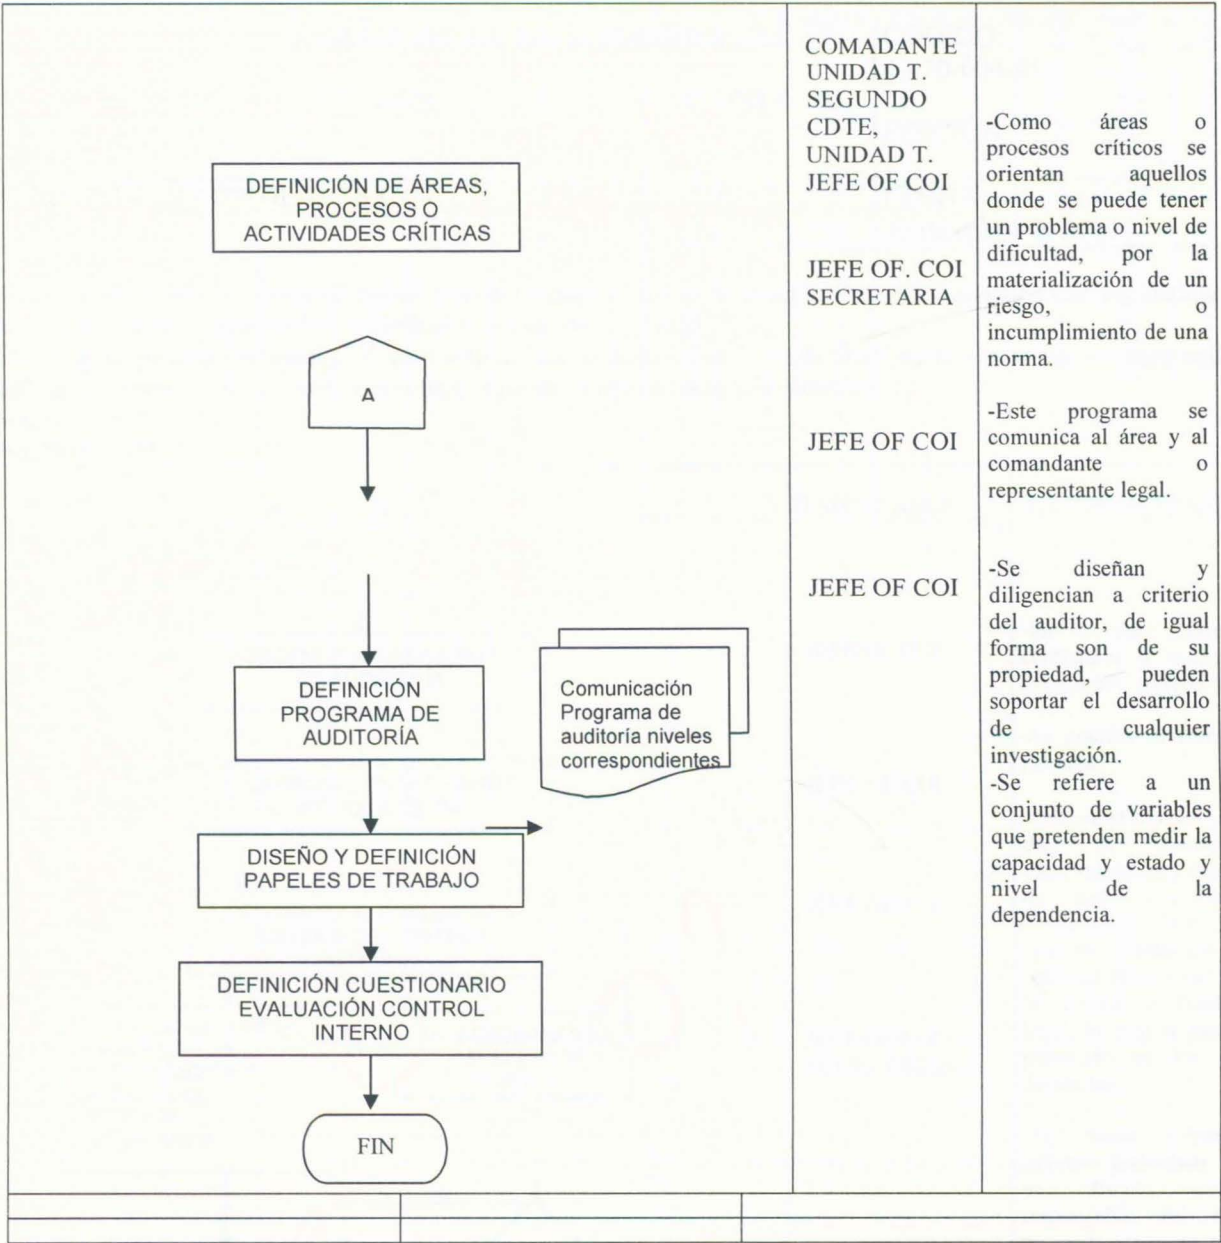 DEFINICIÓN DE ÁREAS,
PROCESOS O
ACTIVIDADES CRÍTICAS
A
DEFINICIÓN
PROGRAMA DE
AUDITORÍA
Comunicación
Programa de
auditoría niveles
correspondientes
DISEÑO Y DEFINICIÓN
PAPELES DE TRABAJO
DEFINICIÓN CUESTIONARIO
EVALUACIÓN CONTROL
INTERNO
FIN
COMADANTE
UNIDAD T.
SEGUNDO
CDTE,
UNIDAD T.
JEFE OF COI
JEFE OF. COI
SECRETARIA
JEFE OF COI
JEFE OF COI
-Como áreas o
procesos críticos se
orientan aquellos
donde se puede tener
un problema o nivel de
dificultad, por la
materialización de un
riesgo, o
incumplimiento de una
norma.
-Este programa se
comunica al área y al
comandante o
representante legal.
-Se diseñan y
diligencian a criterio
del auditor, de igual
forma son de su
propiedad, pueden
soportar el desarrollo
de cualquier
investigación.
-Se refiere a un
conjunto de variables
que pretenden medir la
capacidad y estado y
nivel de la
dependencia.